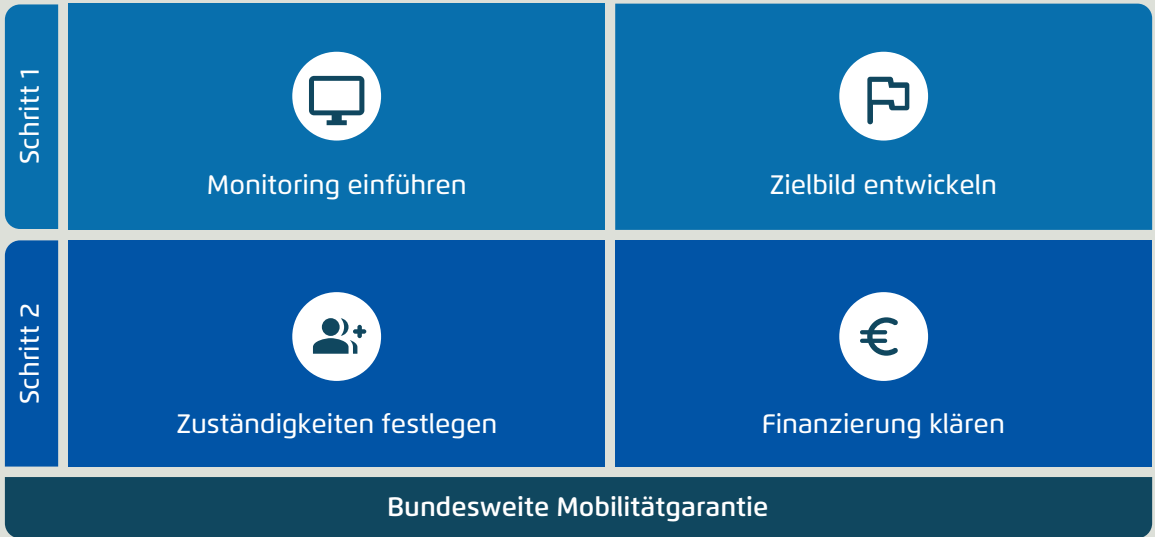 Schritt 1
Monitoring einführen
Zielbild entwickeln
Schritt 2
Zuständigkeiten festlegen
Finanzierung klären
Bundesweite Mobilitätgarantie